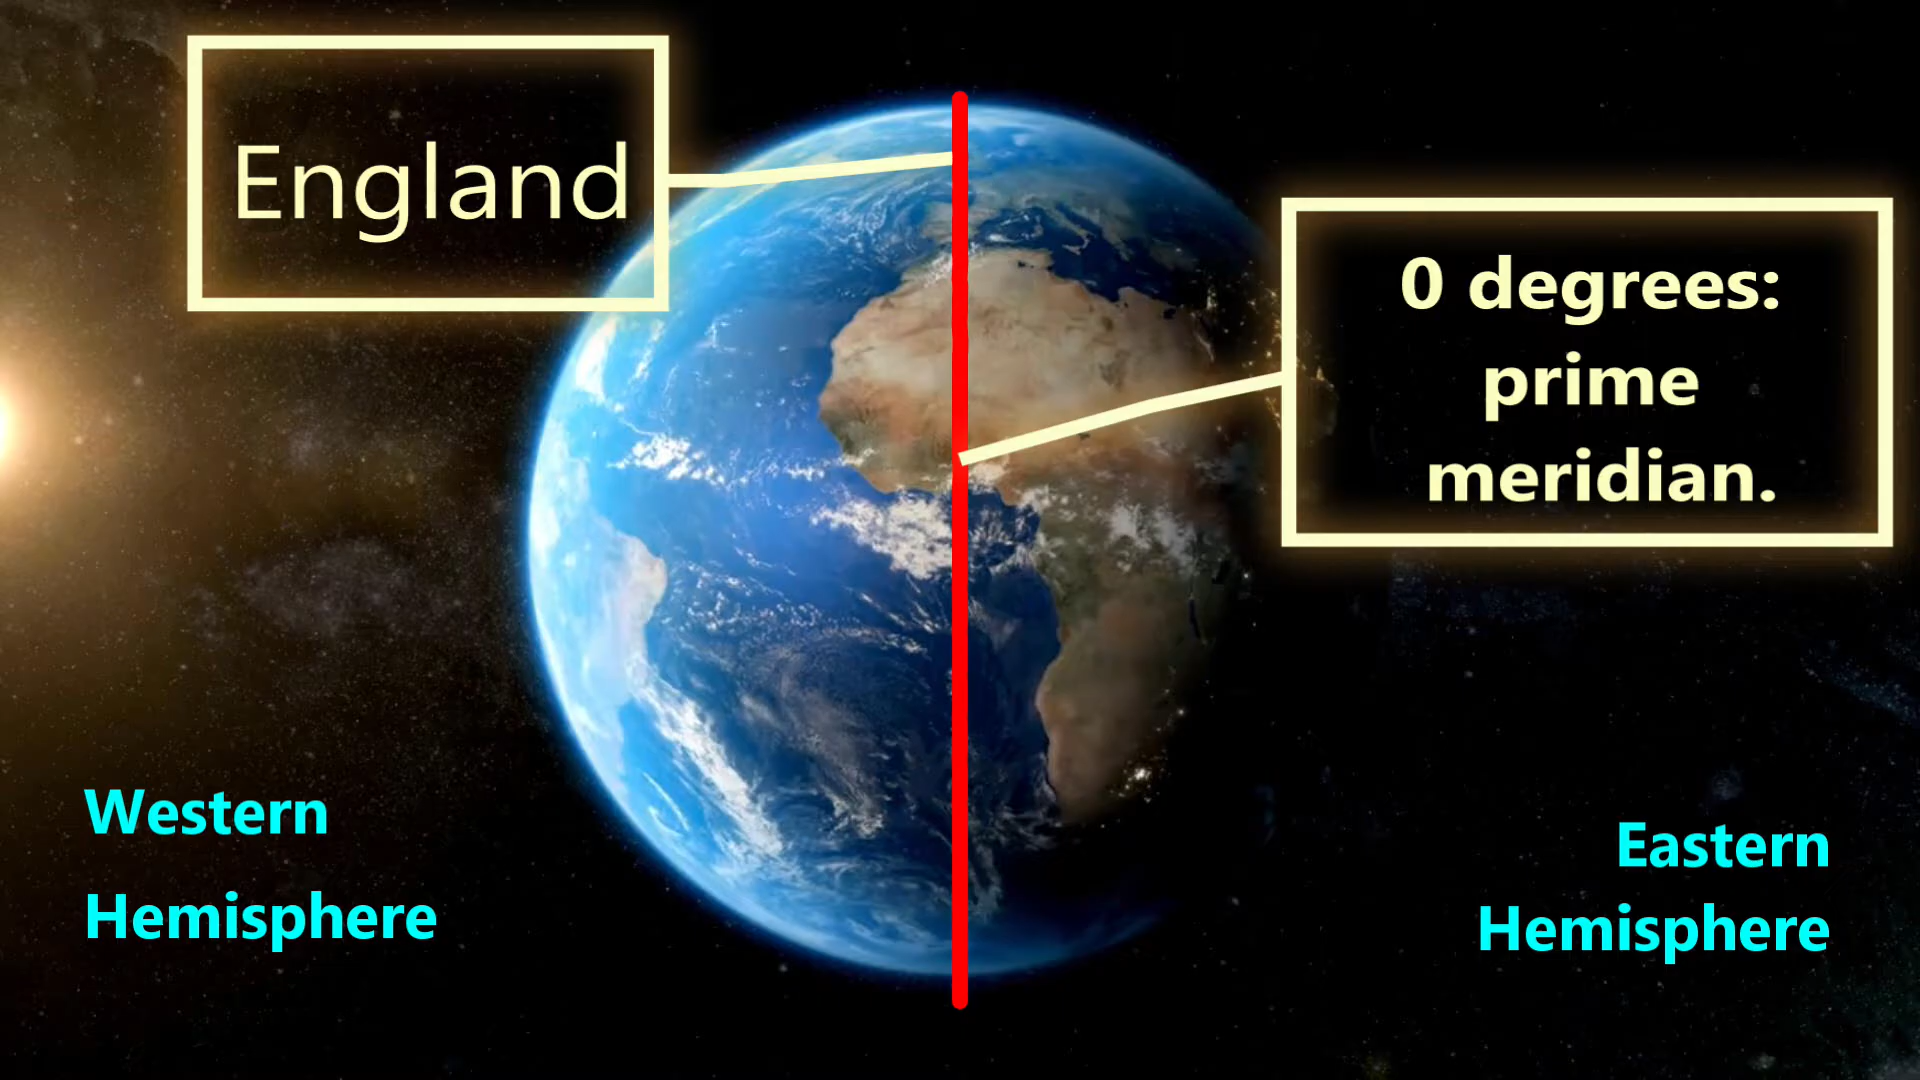 England
0 degrees:
prime
meridian.
Western
Hemisphere
Eastern
Hemisphere